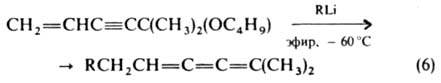 CH₂=CHC≡CC(CH₃)₂(OC₄H₉) RLi
эфир, – 60 °C
→ RCH₂CH=C=C=C(CH₃)₂ (6)